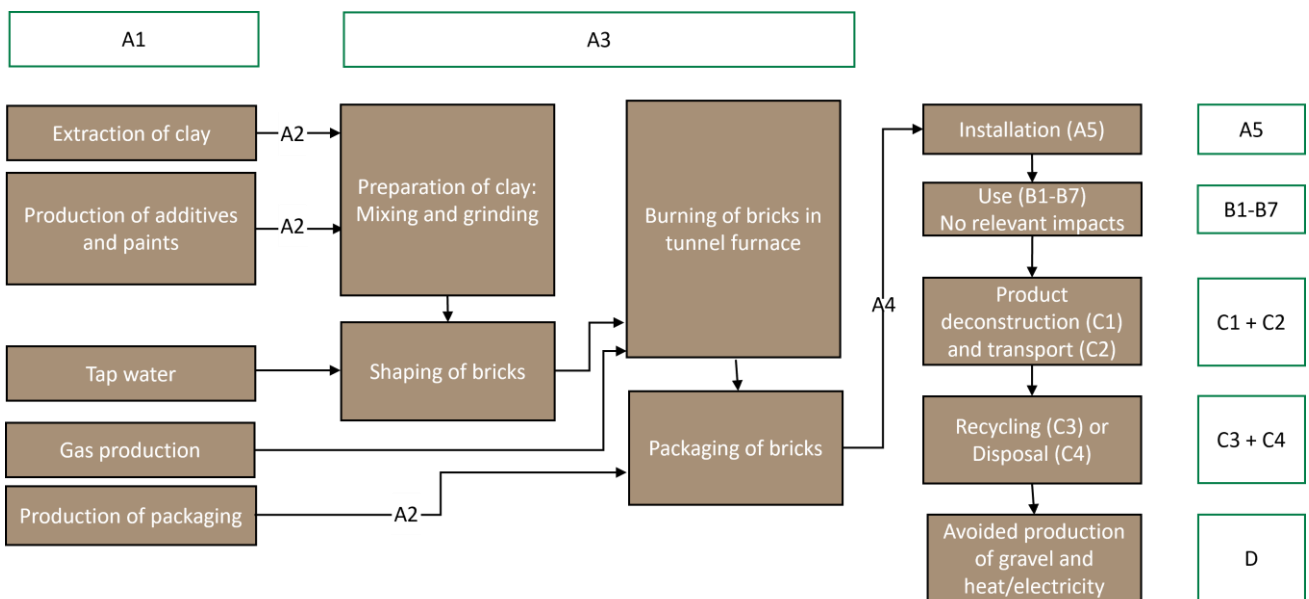 A1
A3
Extraction of clay
A2
Production of additives
and paints
A2
Preparation of clay:
Mixing and grinding
Burning of bricks in
tunnel furnace
Tap water
Shaping of bricks
Gas production
Production of packaging
A2
Packaging of bricks
A4
Installation (A5)
A5
Use (B1-B7)
No relevant impacts
B1-B7
Product
deconstruction (C1)
and transport (C2)
C1 + C2
Recycling (C3) or
Disposal (C4)
C3 + C4
Avoided production
of gravel and
heat/electricity
D